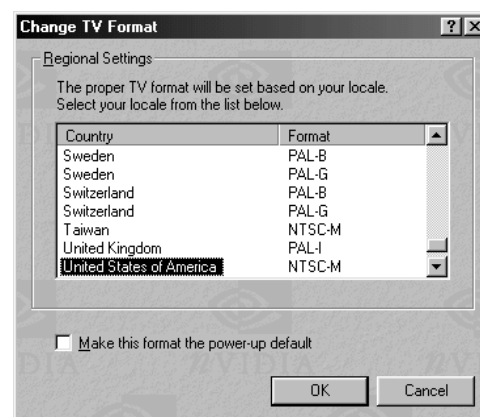 Change TV Format
Regional Settings
The proper TV format will be set based on your locale.
Select your locale from the list below.
Country Format
Sweden PAL-B
Sweden PAL-G
Switzerland PAL-B
Switzerland PAL-G
Taiwan NTSC-M
United Kingdom PAL-I
United States of America NTSC-M
Make this format the power-up default
OK Cancel